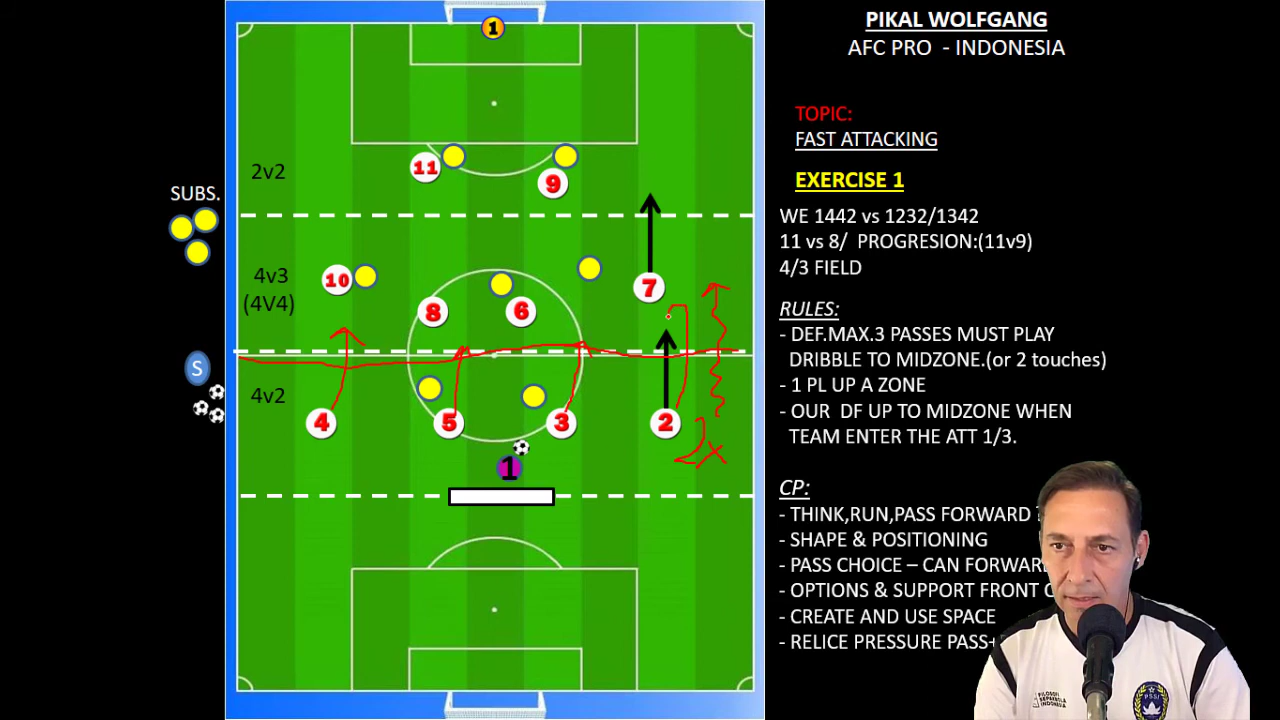 PIKAL WOLFGANG
AFC PRO - INDONESIA
TOPIC:
FAST ATTACKING
EXERCISE 1
WE 1442 vs 1232/1342
11 vs 8/ PROGRESION:(11v9)
4/3 FIELD
RULES:
- DEF.MAX.3 PASSES MUST PLAY
DRIBBLE TO MIDZONE.(or 2 touches)
- 1 PL UP A ZONE
- OUR DF UP TO MIDZONE WHEN
TEAM ENTER THE ATT 1/3.
CP:
- THINK,RUN,PASS FORWARD
- SHAPE & POSITIONING
- PASS CHOICE – CAN FORWARD
- OPTIONS & SUPPORT FRONT
- CREATE AND USE SPACE
- RELICE PRESSURE PASS+
SUBS.
S
1
2v2
11
9
4v3
(4V4)
10
7
8
6
4v2
4
5
3
2
1
X
FILOSOFI
SEPAKBOLA
INDONESIA
PSSI